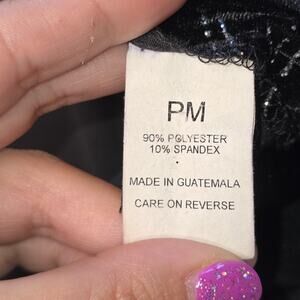 PM
90% POLYESTER
10% SPANDEX
MADE IN GUATEMALA
CARE ON REVERSE